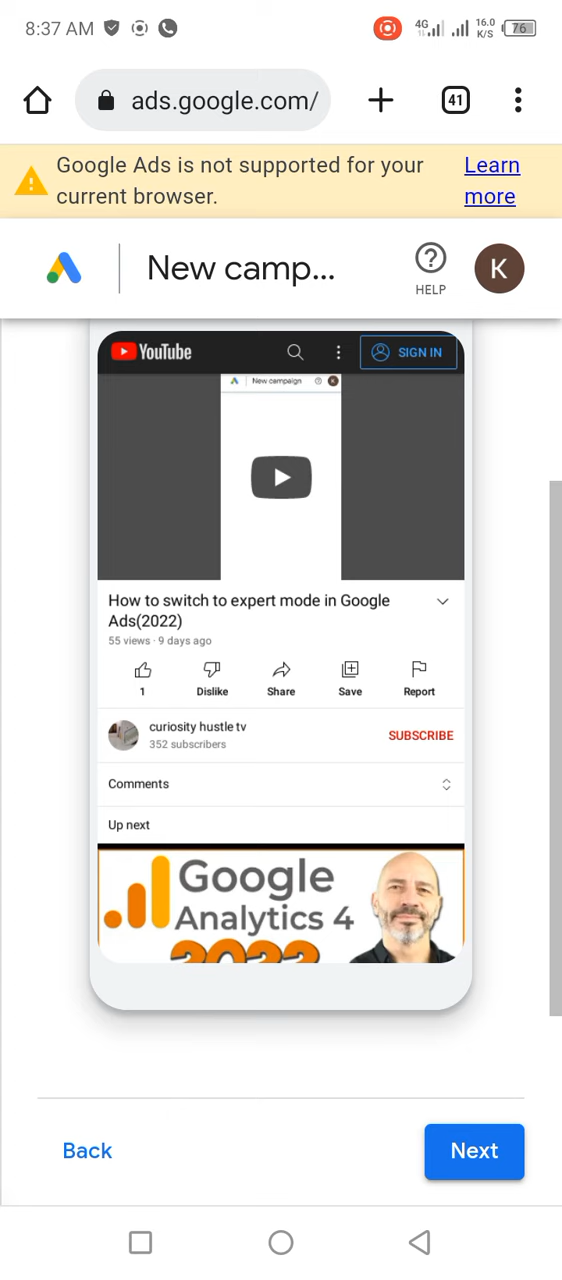 8:37 AM 4G 16.0 K/S 76
ads.google.com/ 41
Google Ads is not supported for your current browser. Learn more
New camp... HELP K
YouTube SIGN IN
New campaign
How to switch to expert mode in Google
Ads(2022)
55 views · 9 days ago
1 Dislike Share Save Report
curiosity hustle tv
352 subscribers
SUBSCRIBE
Comments
Up next
Google
Analytics 4
Back Next